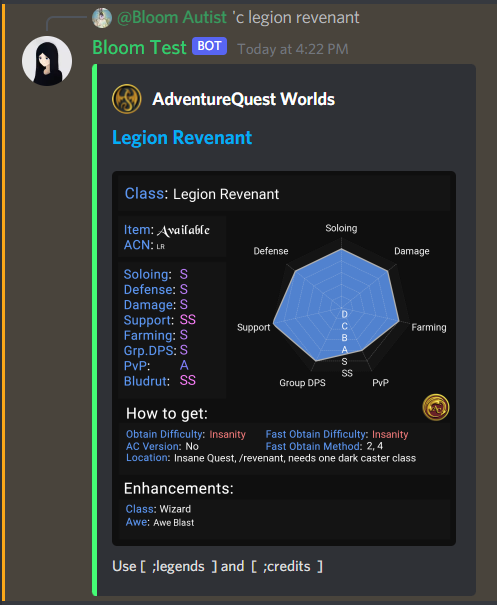 @Bloom Autist 'c legion revenant
Bloom Test BOT Today at 4:22 PM
AdventureQuest Worlds
Legion Revenant
Class: Legion Revenant
Item: Available
ACN: LR
Soloing: S
Defense: S
Damage: S
Support: SS
Farming: S
Grp.DPS: S
PvP: A
Bludrut: SS
Soloing
Defense
Damage
Support
Farming
Group DPS
PvP
D
C
B
A
S
SS
How to get:
Obtain Difficulty: Insanity Fast Obtain Difficulty: Insanity
AC Version: No Fast Obtain Method: 2, 4
Location: Insane Quest, /revenant, needs one dark caster class
Enhancements:
Class: Wizard
Awe: Awe Blast
Use [ ;legends ] and [ ;credits ]